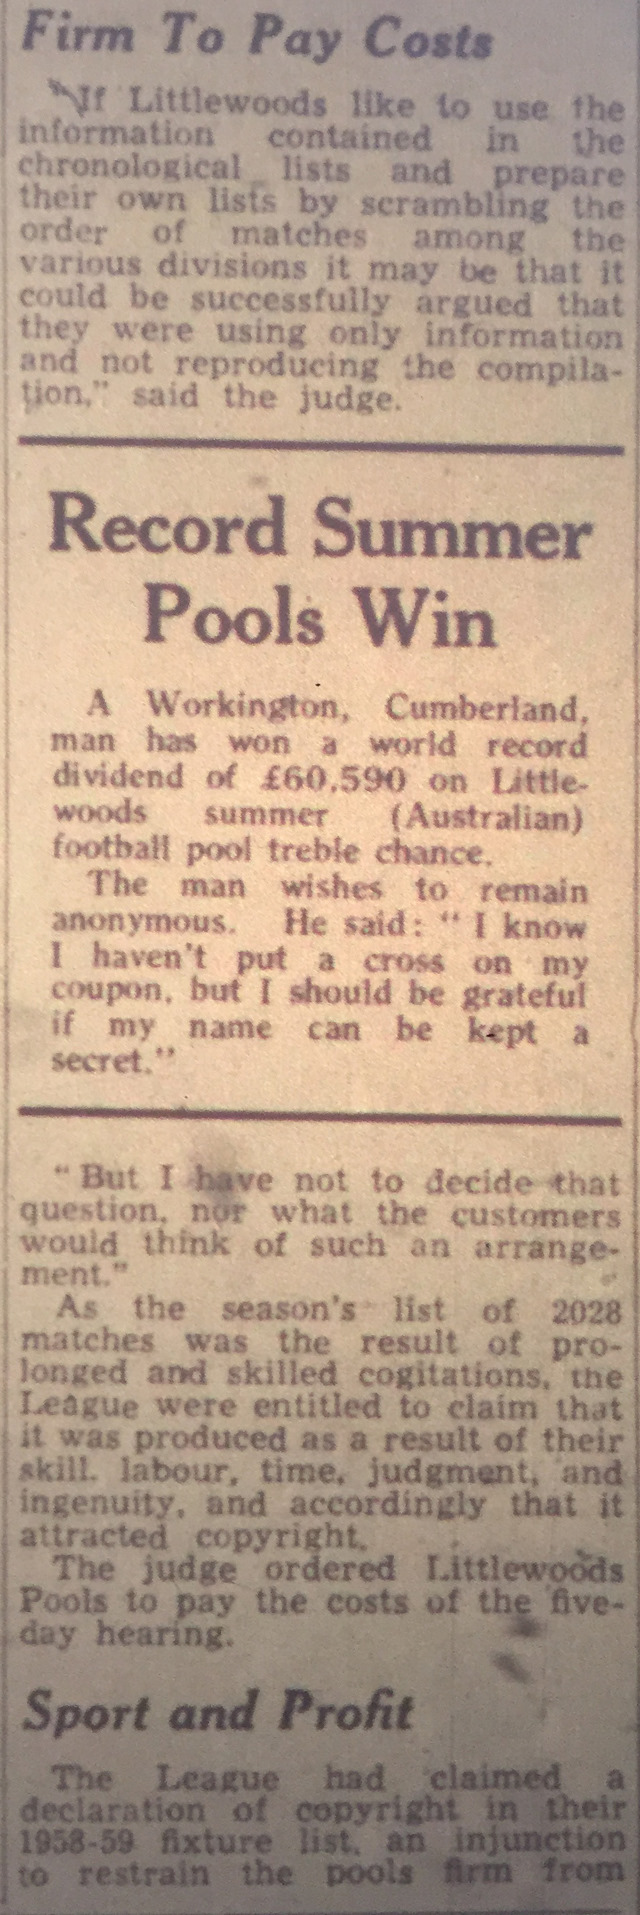 Firm To Pay Costs
"If Littlewoods like to use the
information contained in the
chronological lists and prepare
their own lists by scrambling the
order of matches among the
various divisions it may be that it
could be successfully argued that
they were using only information
and not reproducing the compila-
tion," said the judge.
Record Summer
Pools Win
A Workington, Cumberland,
man has won a world record
dividend of £60,590 on Little-
woods summer (Australian)
football pool treble chance.
The man wishes to remain
anonymous. He said: "I know
I haven't put a cross on my
coupon, but I should be grateful
if my name can be kept a
secret."
"But I have not to decide that
question, nor what the customers
would think of such an arrange-
ment."
As the season's list of 2028
matches was the result of pro-
longed and skilled cogitations, the
League were entitled to claim that
it was produced as a result of their
skill, labour, time, judgment, and
ingenuity, and accordingly that it
attracted copyright.
The judge ordered Littlewoods
Pools to pay the costs of the five-
day hearing.
Sport and Profit
The League had claimed a
declaration of copyright in their
1958-59 fixture list, an injunction
to restrain the pools firm from